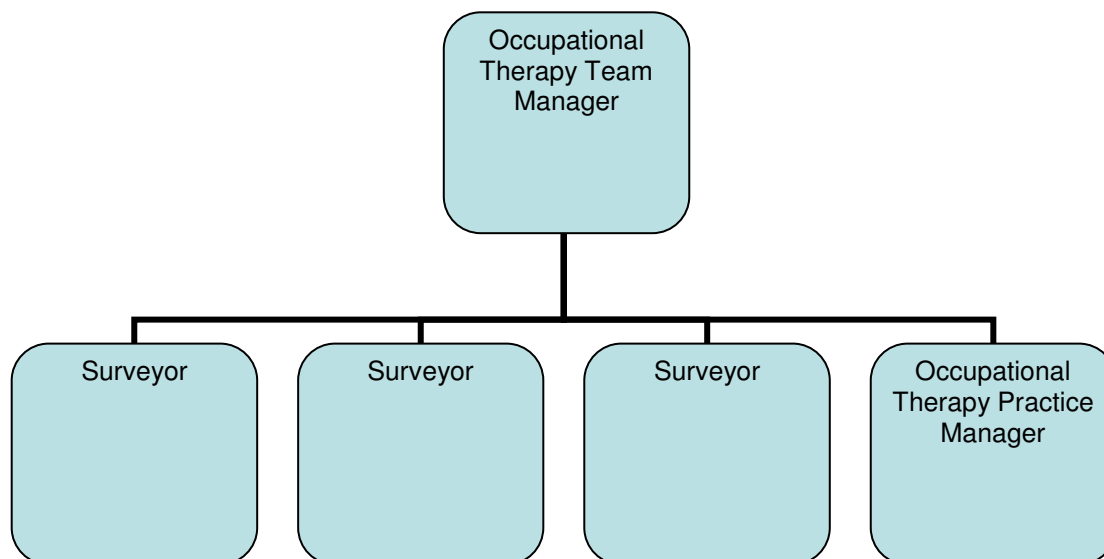 Occupational
Therapy Team
Manager
Surveyor
Surveyor
Surveyor
Occupational
Therapy Practice
Manager